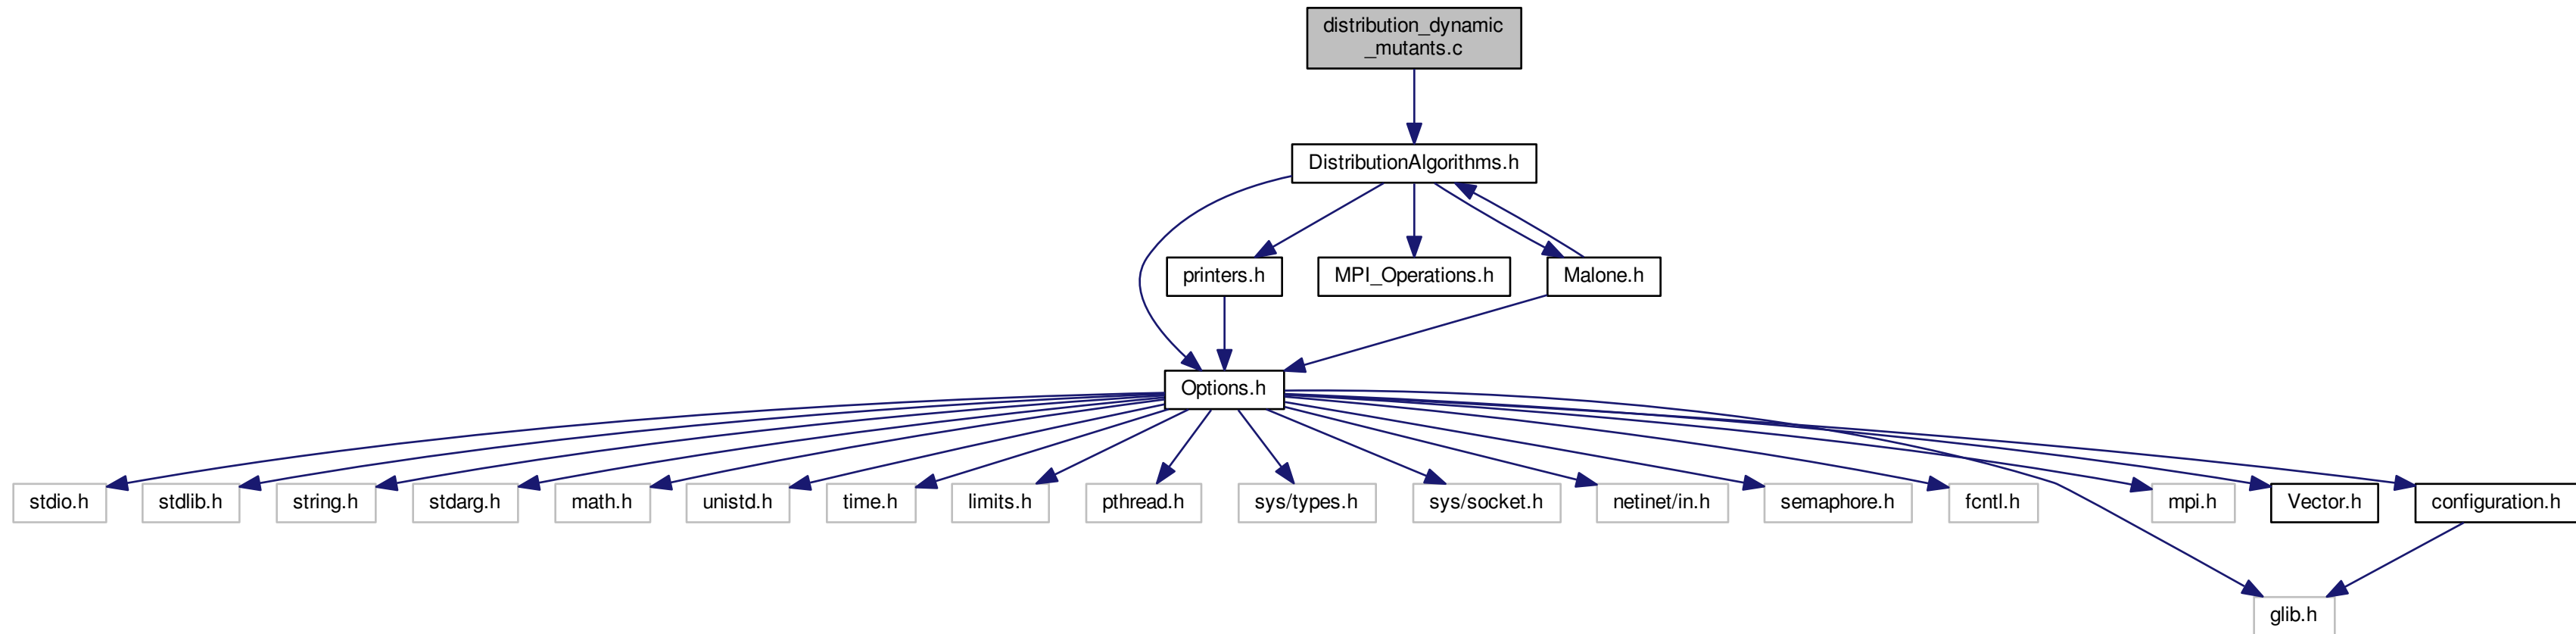 distribution_dynamic
_mutants.c
DistributionAlgorithms.h
printers.h
MPI_Operations.h
Malone.h
Options.h
stdio.h
stdlib.h
string.h
stdarg.h
math.h
unistd.h
time.h
limits.h
pthread.h
sys/types.h
sys/socket.h
netinet/in.h
semaphore.h
fcntl.h
mpi.h
Vector.h
configuration.h
glib.h